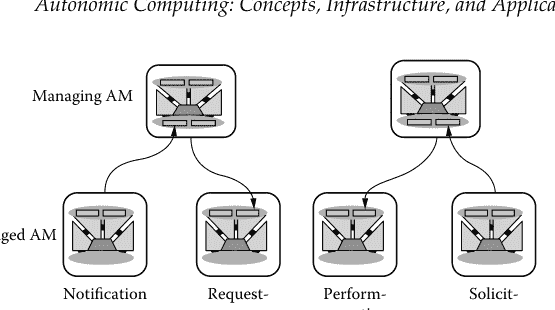 Autonomic Computing: Concepts, Infrastructure, and Applica
Managing AM
ged AM
Notification Request- Perform- Solicit-